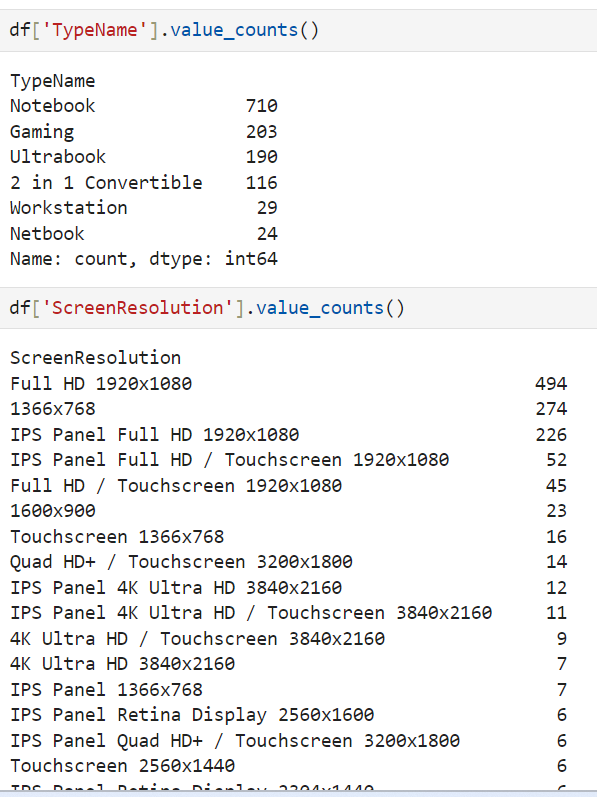 df['TypeName'].value_counts()
TypeName
Notebook 710
Gaming 203
Ultrabook 190
2 in 1 Convertible 116
Workstation 29
Netbook 24
Name: count, dtype: int64
df['ScreenResolution'].value_counts()
ScreenResolution
Full HD 1920x1080 494
1366x768 274
IPS Panel Full HD 1920x1080 226
IPS Panel Full HD / Touchscreen 1920x1080 52
Full HD / Touchscreen 1920x1080 45
1600x900 23
Touchscreen 1366x768 16
Quad HD+ / Touchscreen 3200x1800 14
IPS Panel 4K Ultra HD 3840x2160 12
IPS Panel 4K Ultra HD / Touchscreen 3840x2160 11
4K Ultra HD / Touchscreen 3840x2160 9
4K Ultra HD 3840x2160 7
IPS Panel 1366x768 7
IPS Panel Retina Display 2560x1600 6
IPS Panel Quad HD+ / Touchscreen 3200x1800 6
Touchscreen 2560x1440 6
IPS Panel Retina Display 2304x1440 6